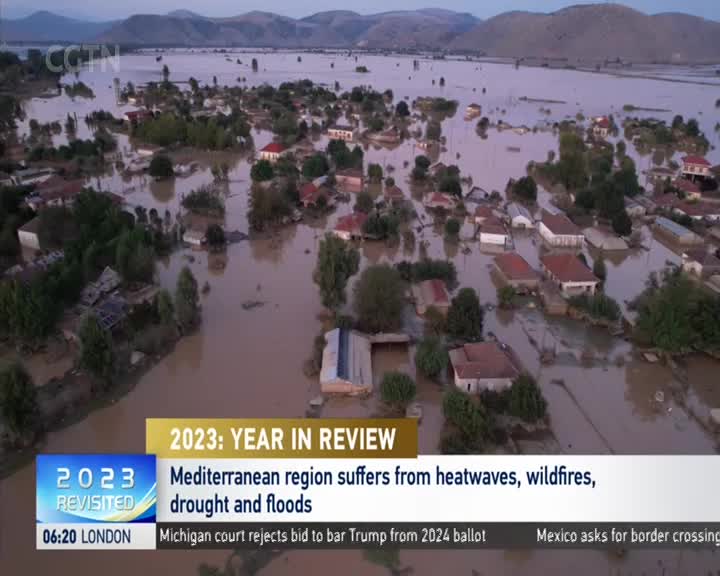 CGTN
2023: YEAR IN REVIEW
2023
REVISITED
Mediterranean region suffers from heatwaves, wildfires,
drought and floods
06:20 LONDON
Michigan court rejects bid to bar Trump from 2024 ballot
Mexico asks for border crossing